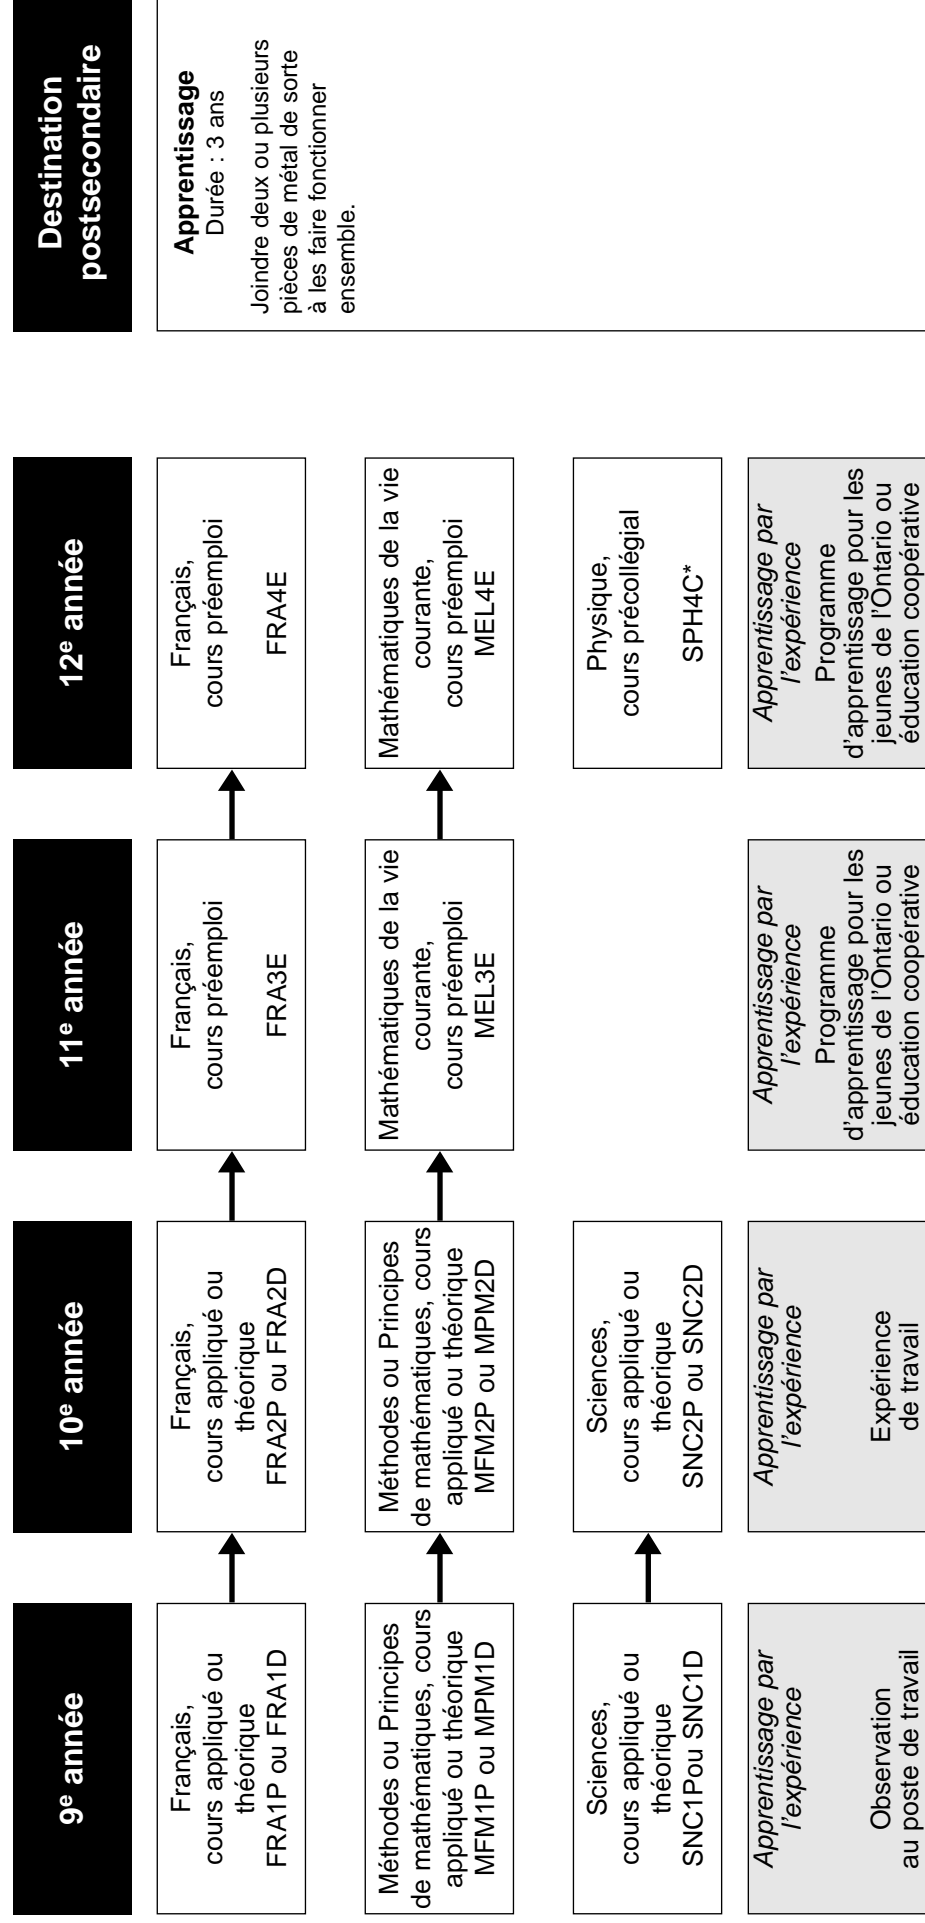 9e année
10e année
11e année
12e année
Destination
postsecondaire
Français,
cours appliqué ou
théorique
FRA1P ou FRA1D
Français,
cours appliqué ou
théorique
FRA2P ou FRA2D
Français,
cours préemploi
FRA3E
Français,
cours préemploi
FRA4E
Apprentissage
Durée : 3 ans
Joindre deux ou plusieurs
pièces de métal de sorte
à les faire fonctionner
ensemble.
Méthodes ou Principes
de mathématiques, cours
appliqué ou théorique
MFM1P ou MPM1D
Méthodes ou Principes
de mathématiques, cours
appliqué ou théorique
MFM2P ou MPM2D
Mathématiques de la vie
courante,
cours préemploi
MEL3E
Mathématiques de la vie
courante,
cours préemploi
MEL4E
Sciences,
cours appliqué ou
théorique
SNC1Pou SNC1D
Sciences,
cours appliqué ou
théorique
SNC2P ou SNC2D
Physique,
cours précollégial
SPH4C*
Apprentissage par
l'expérience
Observation
au poste de travail
Apprentissage par
l'expérience
Expérience
de travail
Apprentissage par
l'expérience
Programme
d'apprentissage pour les
jeunes de l'Ontario ou
éducation coopérative
Apprentissage par
l'expérience
Programme
d'apprentissage pour les
jeunes de l'Ontario ou
éducation coopérative